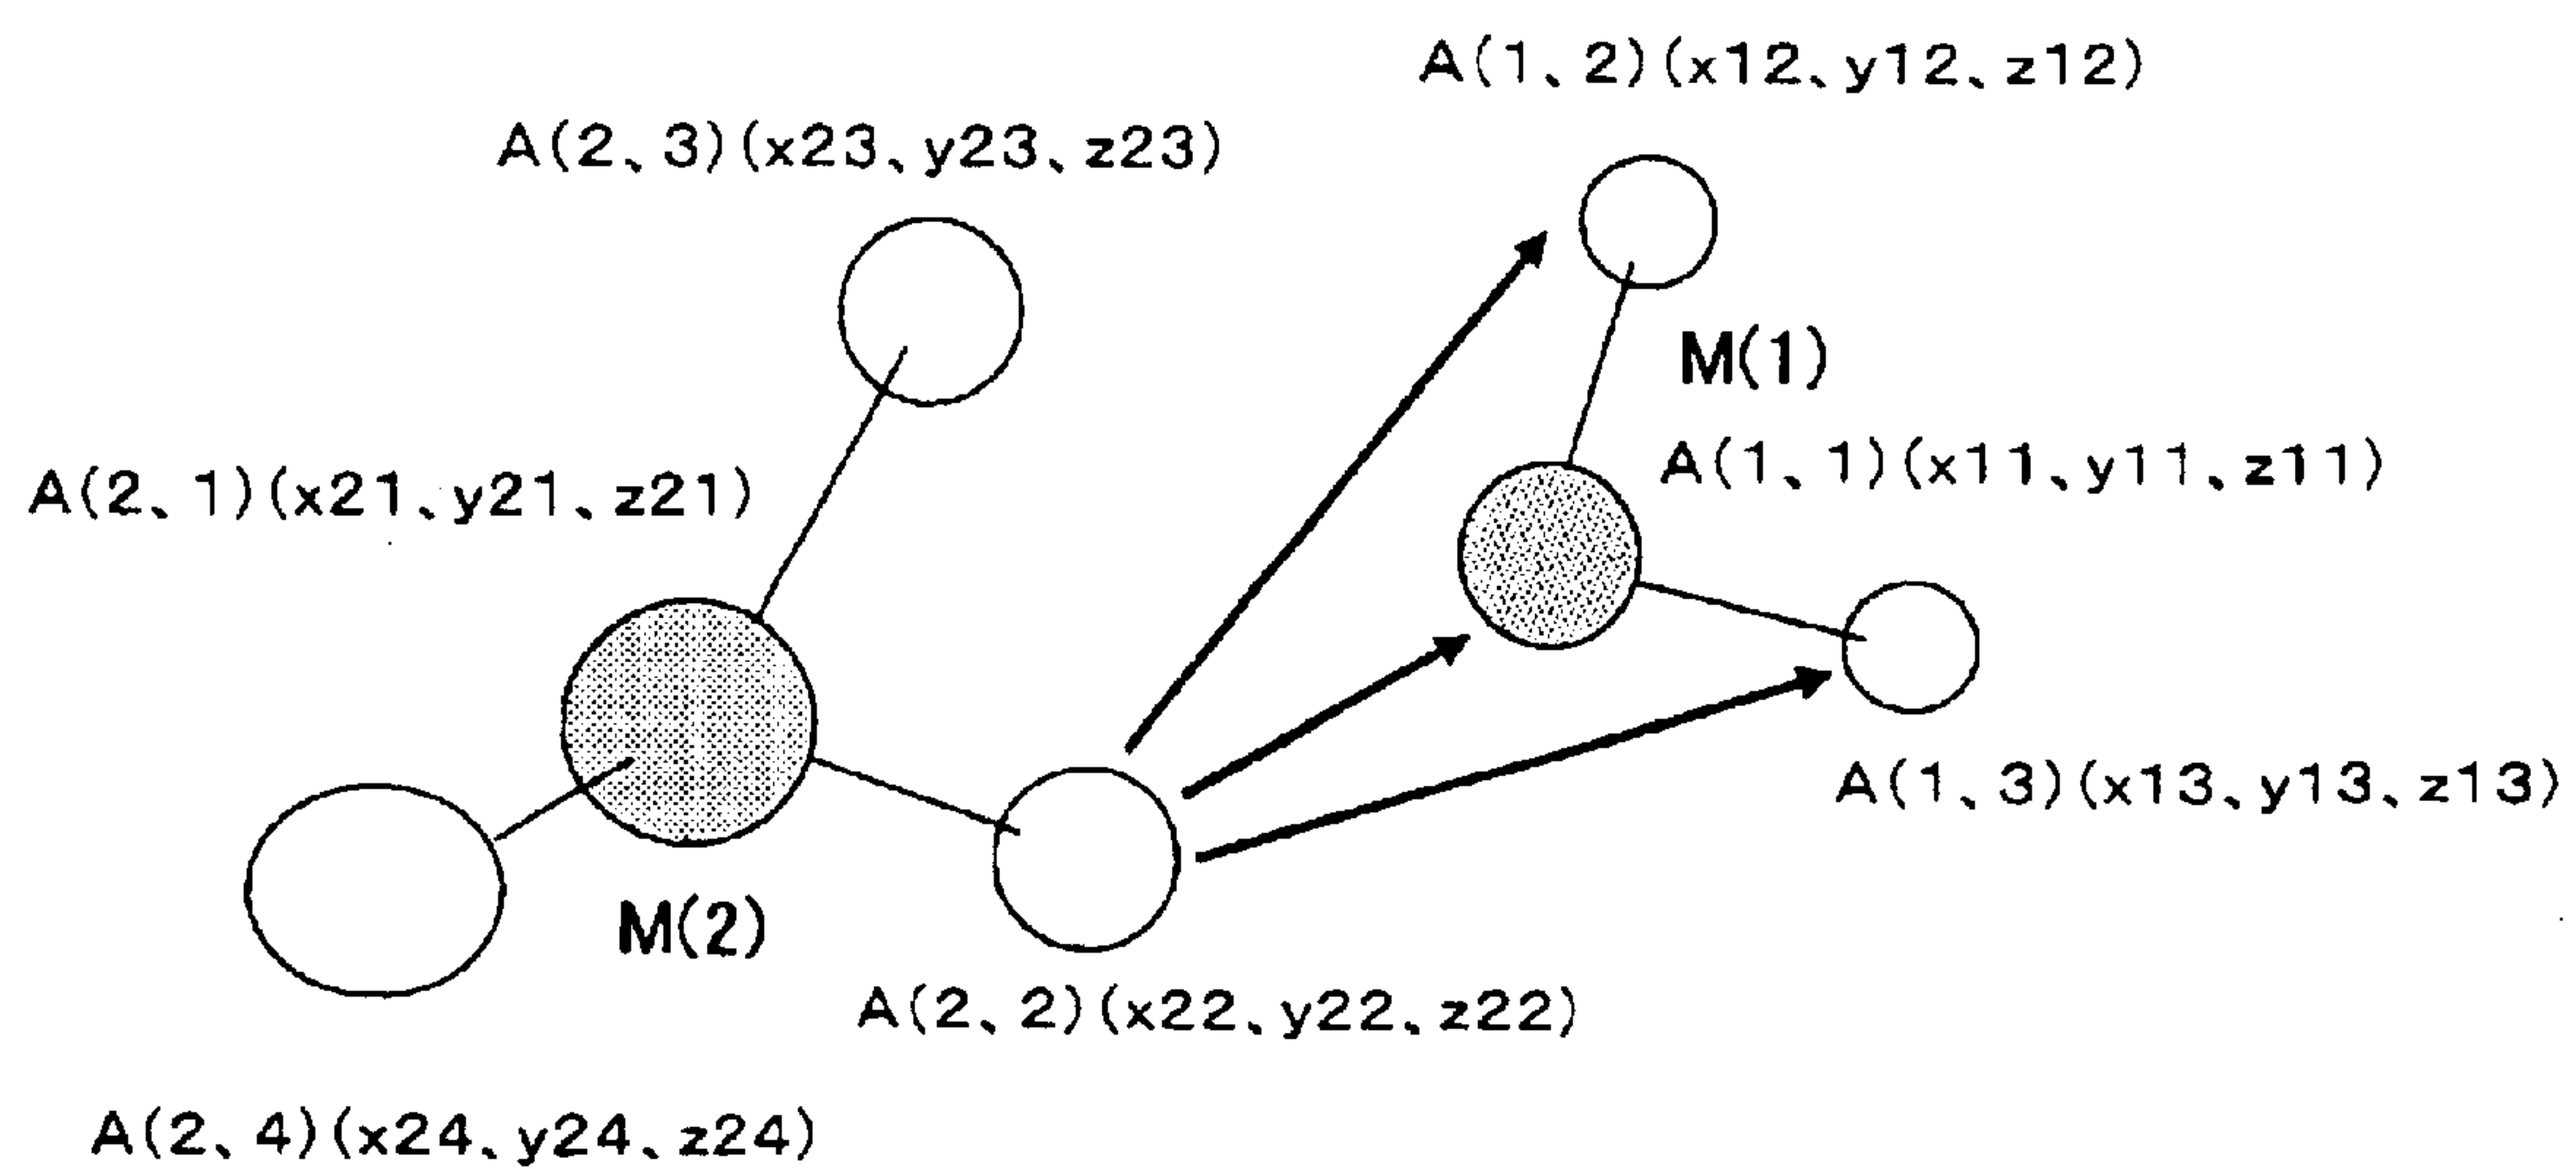 A(1、2)(x12、y12、z12)
A(2、3)(x23、y23、z23)
M(1)
A(1、1)(x11、y11、z11)
A(2、1)(x21、y21、z21)
A(1、3)(x13、y13、z13)
M(2)
A(2、2)(x22、y22、z22)
A(2、4)(x24、y24、z24)